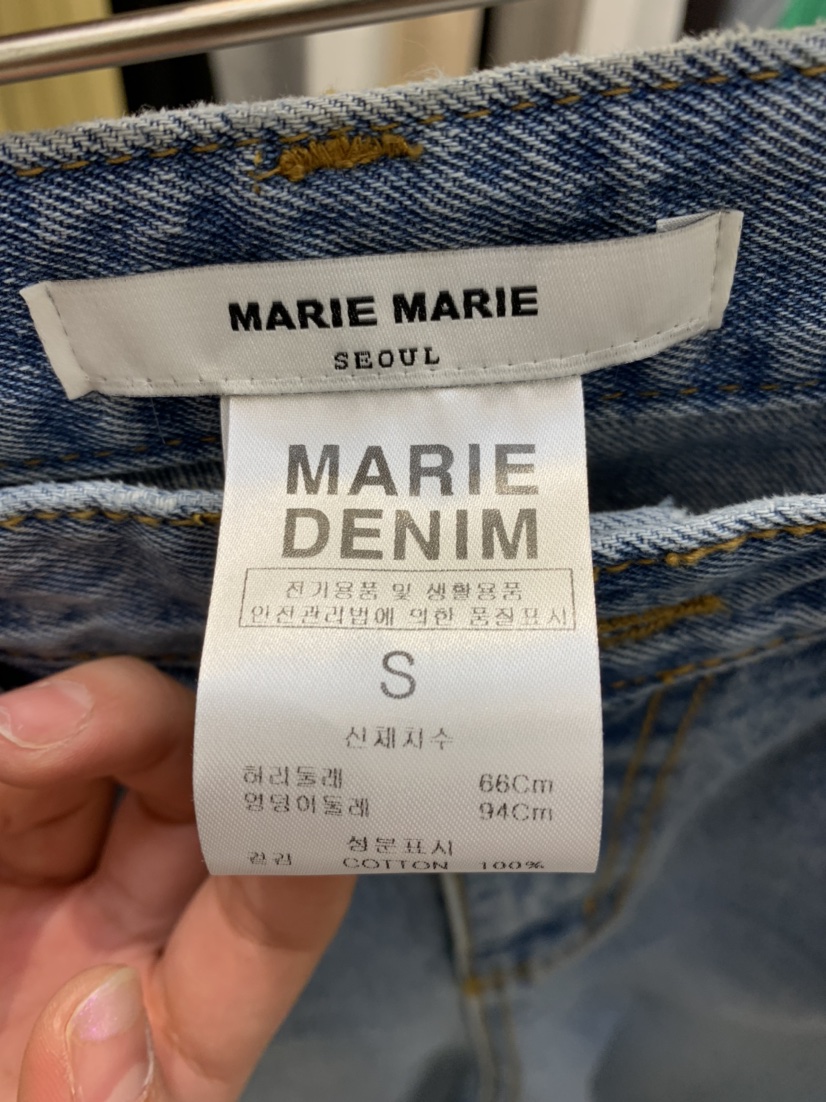 MARIE MARIE
SEOUL
MARIE
DENIM
전기용품 및 생활용품
안전관리법에 의한 품질표시
S
신체치수
허리둘레 66Cm
엉덩이둘레 94Cm
성분표시
겉감 COTTON 100%